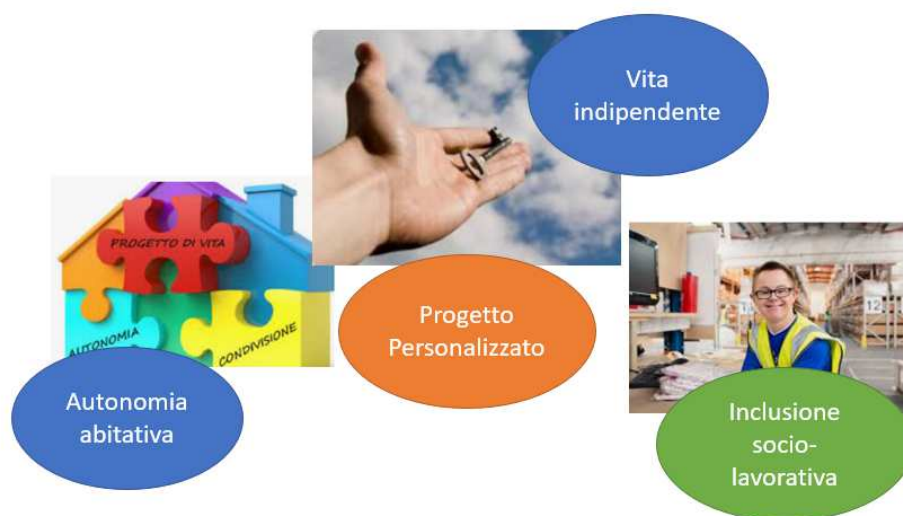 Vita
indipendente
PROGETTO DI VITA
AUTONOMIA
CONDIVISIONE
Progetto
Personalizzato
12
Autonomia
abitativa
Inclusione
socio-
lavorativa